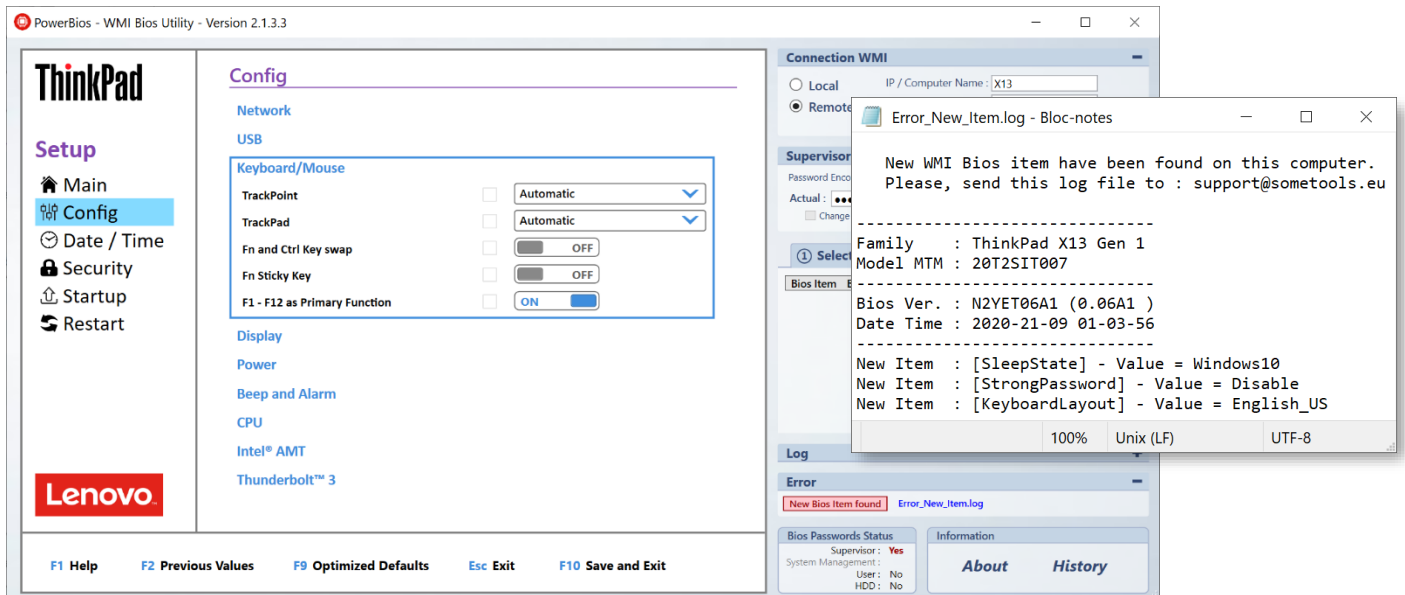 PowerBios - WMI Bios Utility - Version 2.1.3.3
ThinkPad
Setup
Main
Config
Date / Time
Security
Startup
Restart
Lenovo.
Config
Network
USB
Keyboard/Mouse
TrackPoint Automatic
TrackPad Automatic
Fn and Ctrl Key swap OFF
Fn Sticky Key OFF
F1 - F12 as Primary Function ON
Display
Power
Beep and Alarm
CPU
Intel® AMT
Thunderbolt™ 3
F1 Help F2 Previous Values F9 Optimized Defaults Esc Exit F10 Save and Exit
Connection WMI
Local IP / Computer Name : X13
Remote
Supervisor
Password Enco
Actual :
Change
1 Select
Bios Item
Error_New_Item.log - Bloc-notes
New WMI Bios item have been found on this computer.
Please, send this log file to : support@sometools.eu
-------------------------------
Family : ThinkPad X13 Gen 1
Model MTM : 20T2SIT007
-------------------------------
Bios Ver. : N2YET06A1 (0.06A1 )
Date Time : 2020-21-09 01-03-56
-------------------------------
New Item : [SleepState] - Value = Windows10
New Item : [StrongPassword] - Value = Disable
New Item : [KeyboardLayout] - Value = English_US
100% Unix (LF) UTF-8
Log
Error
New Bios Item found Error_New_Item.log
Bios Passwords Status
Supervisor : Yes
System Management :
User : No
HDD : No
Information
About History